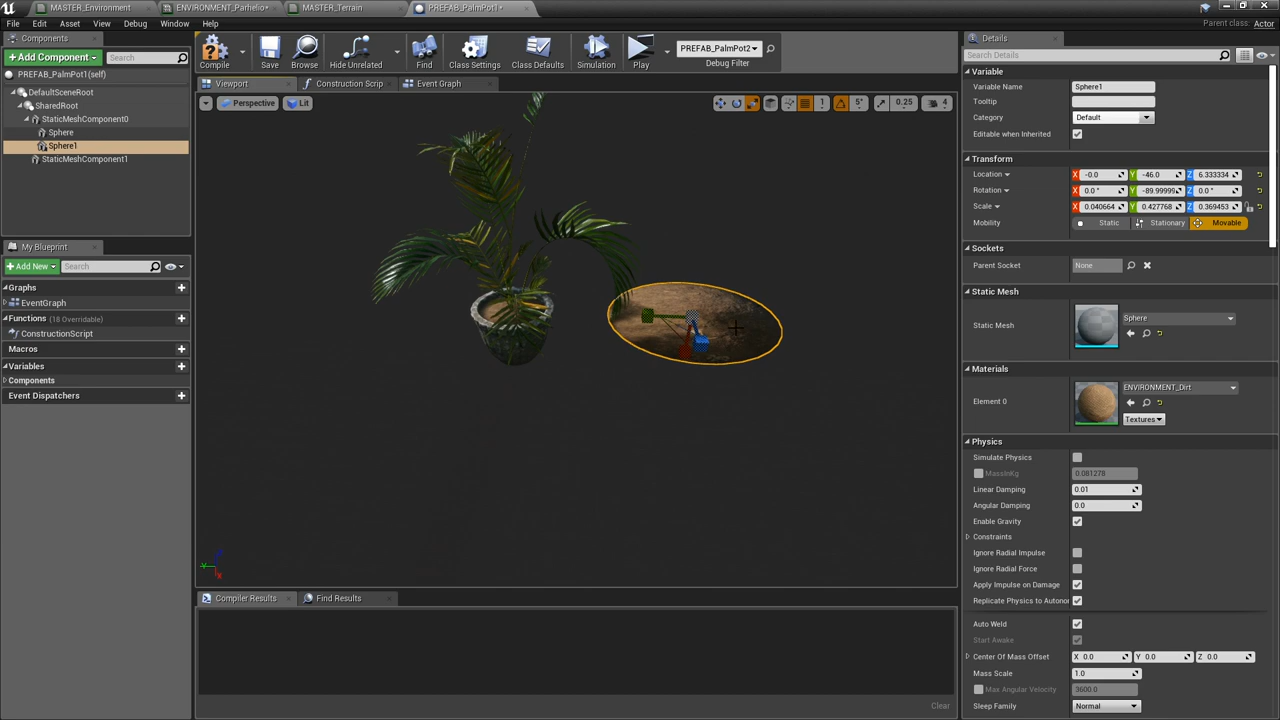 MASTER_Environment
ENVIRONMENT_Parhelio*
MASTER_Terrain
PREFAB_PalmPot1*
File Edit Asset View Debug Window Help
Parent class: Actor
Components
+Add Component
Search
PREFAB_PalmPot1(self)
DefaultSceneRoot
SharedRoot
StaticMeshComponent0
Sphere
Sphere1
StaticMeshComponent1
My Blueprint
+Add New
Search
Graphs
EventGraph
Functions (18 Overridable)
ConstructionScript
Macros
Variables
Components
Event Dispatchers
Compile
Save
Browse
Hide Unrelated
Find
Class Settings
Class Defaults
Simulation
Play
PREFAB_PalmPot2
Debug Filter
Viewport
Construction Scrip
Event Graph
Perspective
Lit
1
5°
0.25
4
Compiler Results
Find Results
Clear
Details
Search Details
Variable
Variable Name Sphere1
Tooltip
Category Default
Editable when Inherited
Transform
Location X -0.0 Y -46.0 Z 6.333334
Rotation X 0.0 ° Y -89.99999 Z 0.0 °
Scale X 0.040664 Y 0.427768 Z 0.369453
Mobility Static Stationary Movable
Sockets
Parent Socket None
Static Mesh
Static Mesh Sphere
Materials
Element 0 ENVIRONMENT_Dirt
Textures
Physics
Simulate Physics
MassInKg 0.081278
Linear Damping 0.01
Angular Damping 0.0
Enable Gravity
Constraints
Ignore Radial Impulse
Ignore Radial Force
Apply Impulse on Damage
Replicate Physics to Autonor
Auto Weld
Start Awake
Center Of Mass Offset X 0.0 Y 0.0 Z 0.0
Mass Scale 1.0
Max Angular Velocity 3600.0
Sleep Family Normal